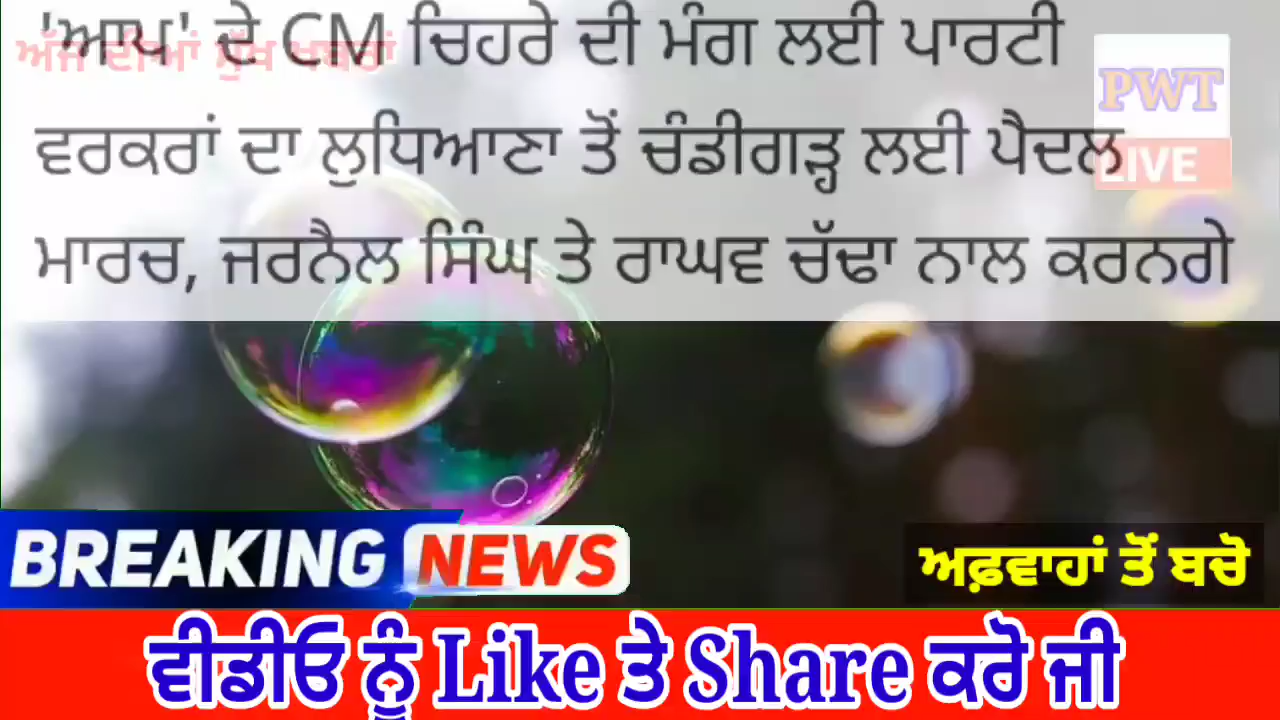 'ਆਪ' ਦੇ CM ਚਿਹਰੇ ਦੀ ਮੰਗ ਲਈ ਪਾਰਟੀ
ਅੱਜ ਦੀਆਂ ਮੁੱਖ ਖਬਰਾਂ
PWT
ਵਰਕਰਾਂ ਦਾ ਲੁਧਿਆਣਾ ਤੋਂ ਚੰਡੀਗੜ੍ਹ ਲਈ ਪੈਦਲ
LIVE
ਮਾਰਚ, ਜਰਨੈਲ ਸਿੰਘ ਤੇ ਰਾਘਵ ਚੱਢਾ ਨਾਲ ਕਰਨਗੇ
BREAKING NEWS
ਅਫ਼ਵਾਹਾਂ ਤੋਂ ਬਚੋ
ਵੀਡੀਓ ਨੂੰ Like ਤੇ Share ਕਰੋ ਜੀ